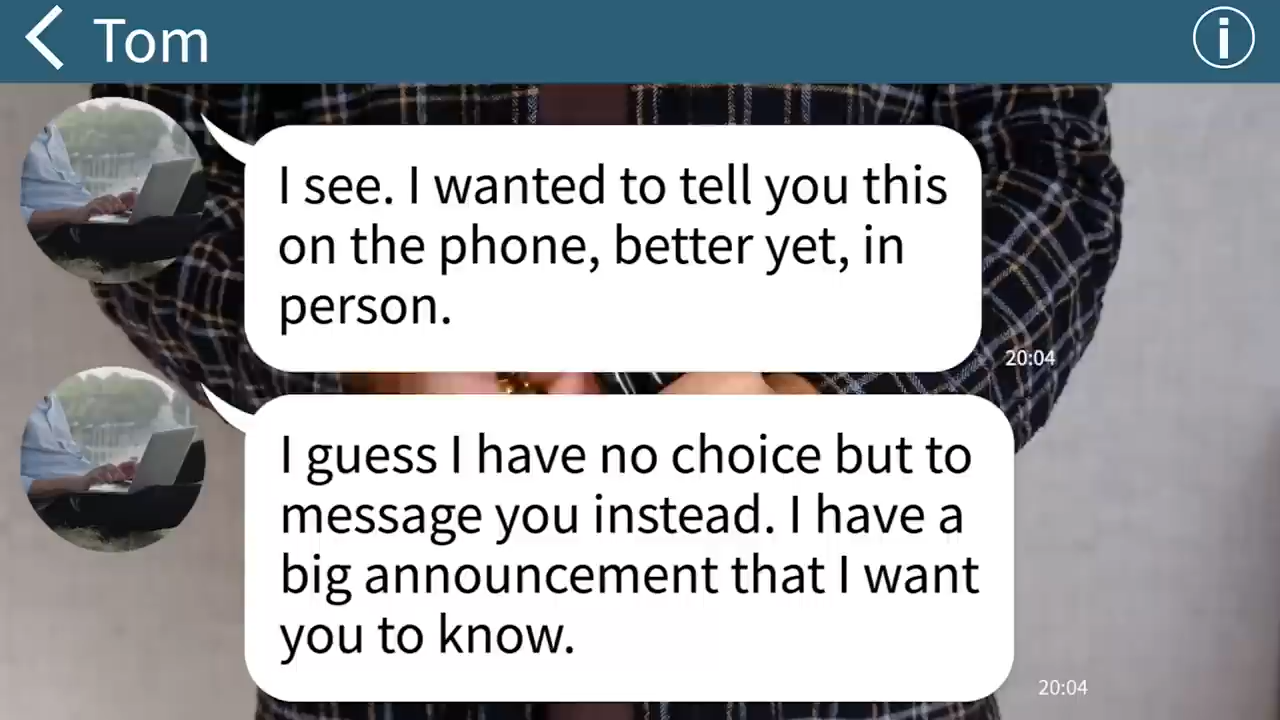 Tom
I see. I wanted to tell you this
on the phone, better yet, in
person.
20:04
I guess I have no choice but to
message you instead. I have a
big announcement that I want
you to know.
20:04